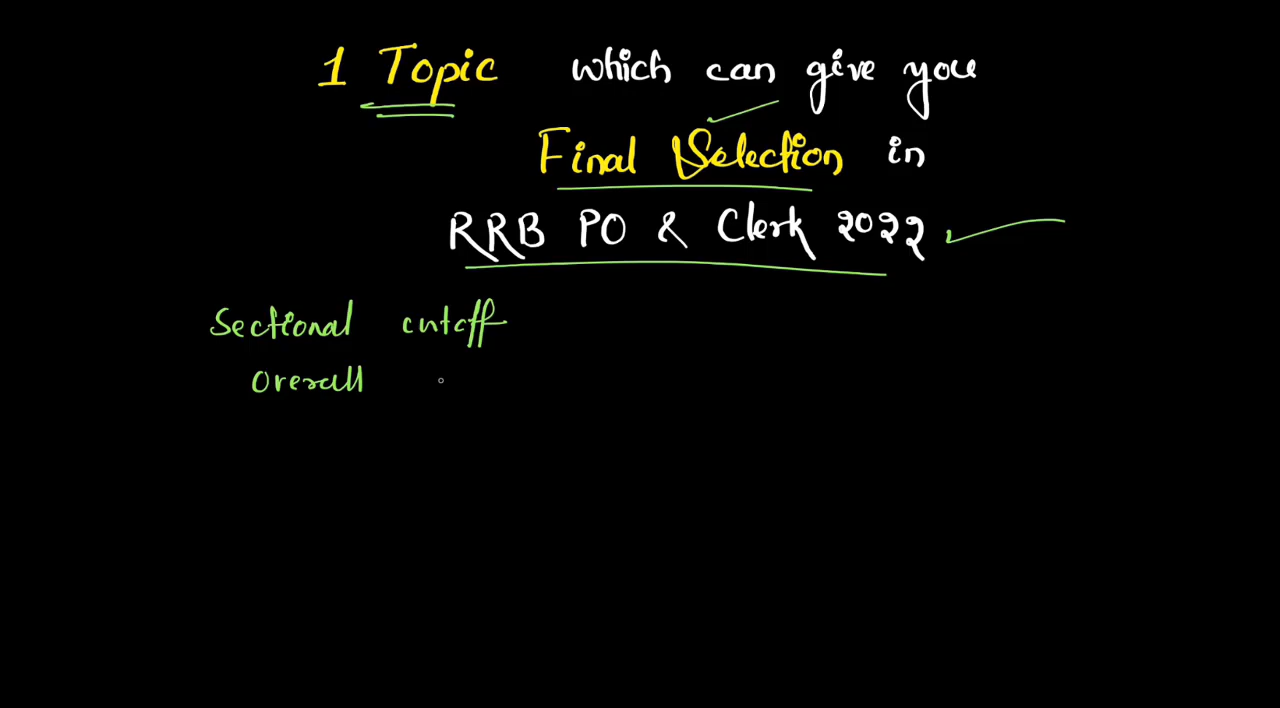 1 Topic which can give you
Final Selection in
RRB PO & Clerk 2022
Sectional cutoff
Overall